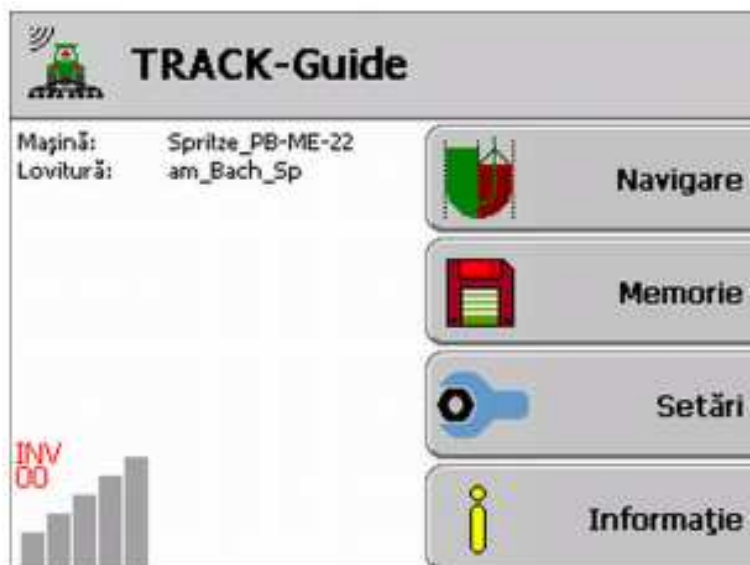 TRACK-Guide
Maşină: Spritze_PB-ME-22
Lovitură: am_Bach_Sp
Navigare
Memorie
Setări
Informaţie
INV
00